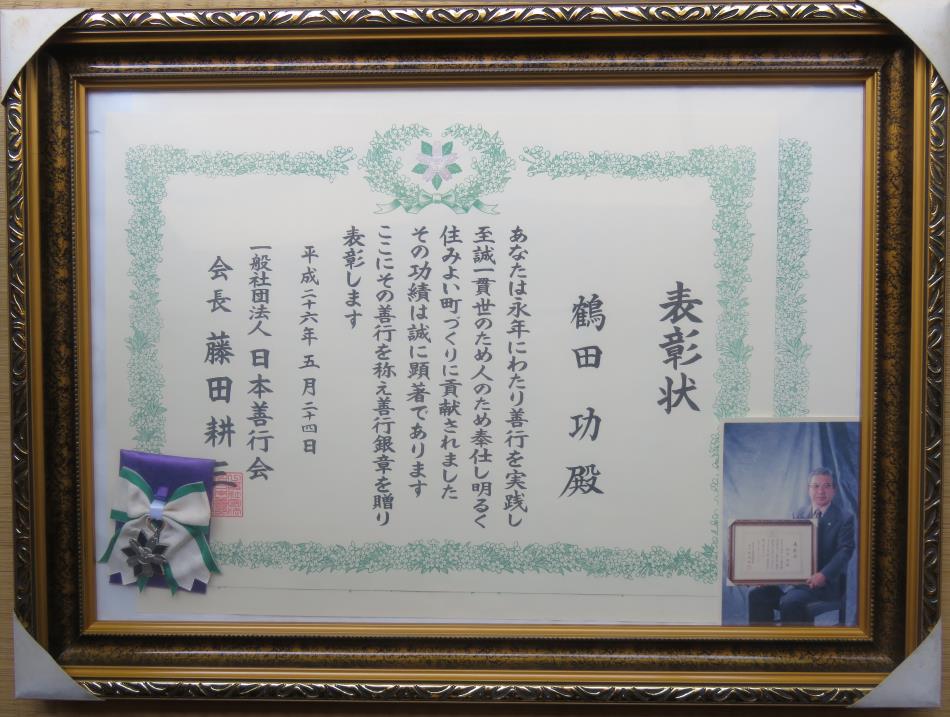 表彰状
鶴田 功 殿
あなたは永年にわたり善行を実践し
至誠一貫世のため人のため奉仕し明るく
住みよい町づくりに貢献されました
その功績は誠に顕著であります
ここにその善行を称え善行銀章を贈り
表彰します
平成二十六年 五月二十四日
一般社団法人 日本善行会
会長 藤田 耕三